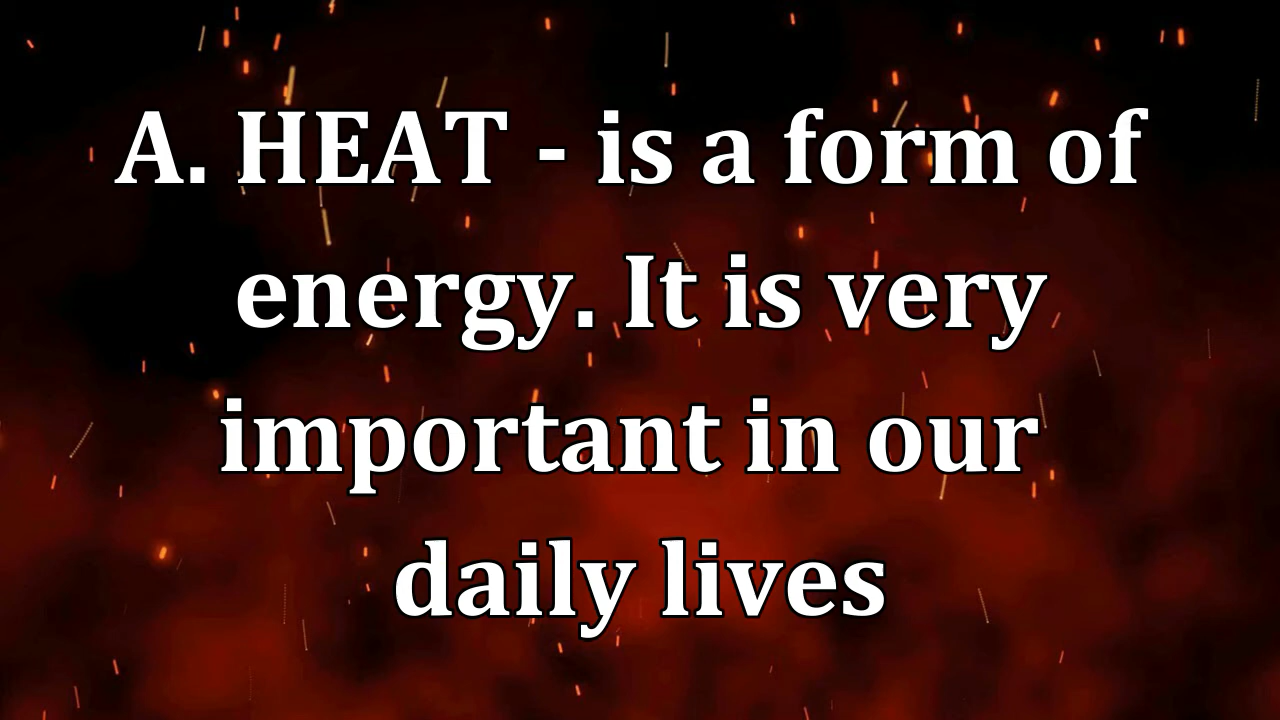 A. HEAT - is a form of
energy. It is very
important in our
daily lives